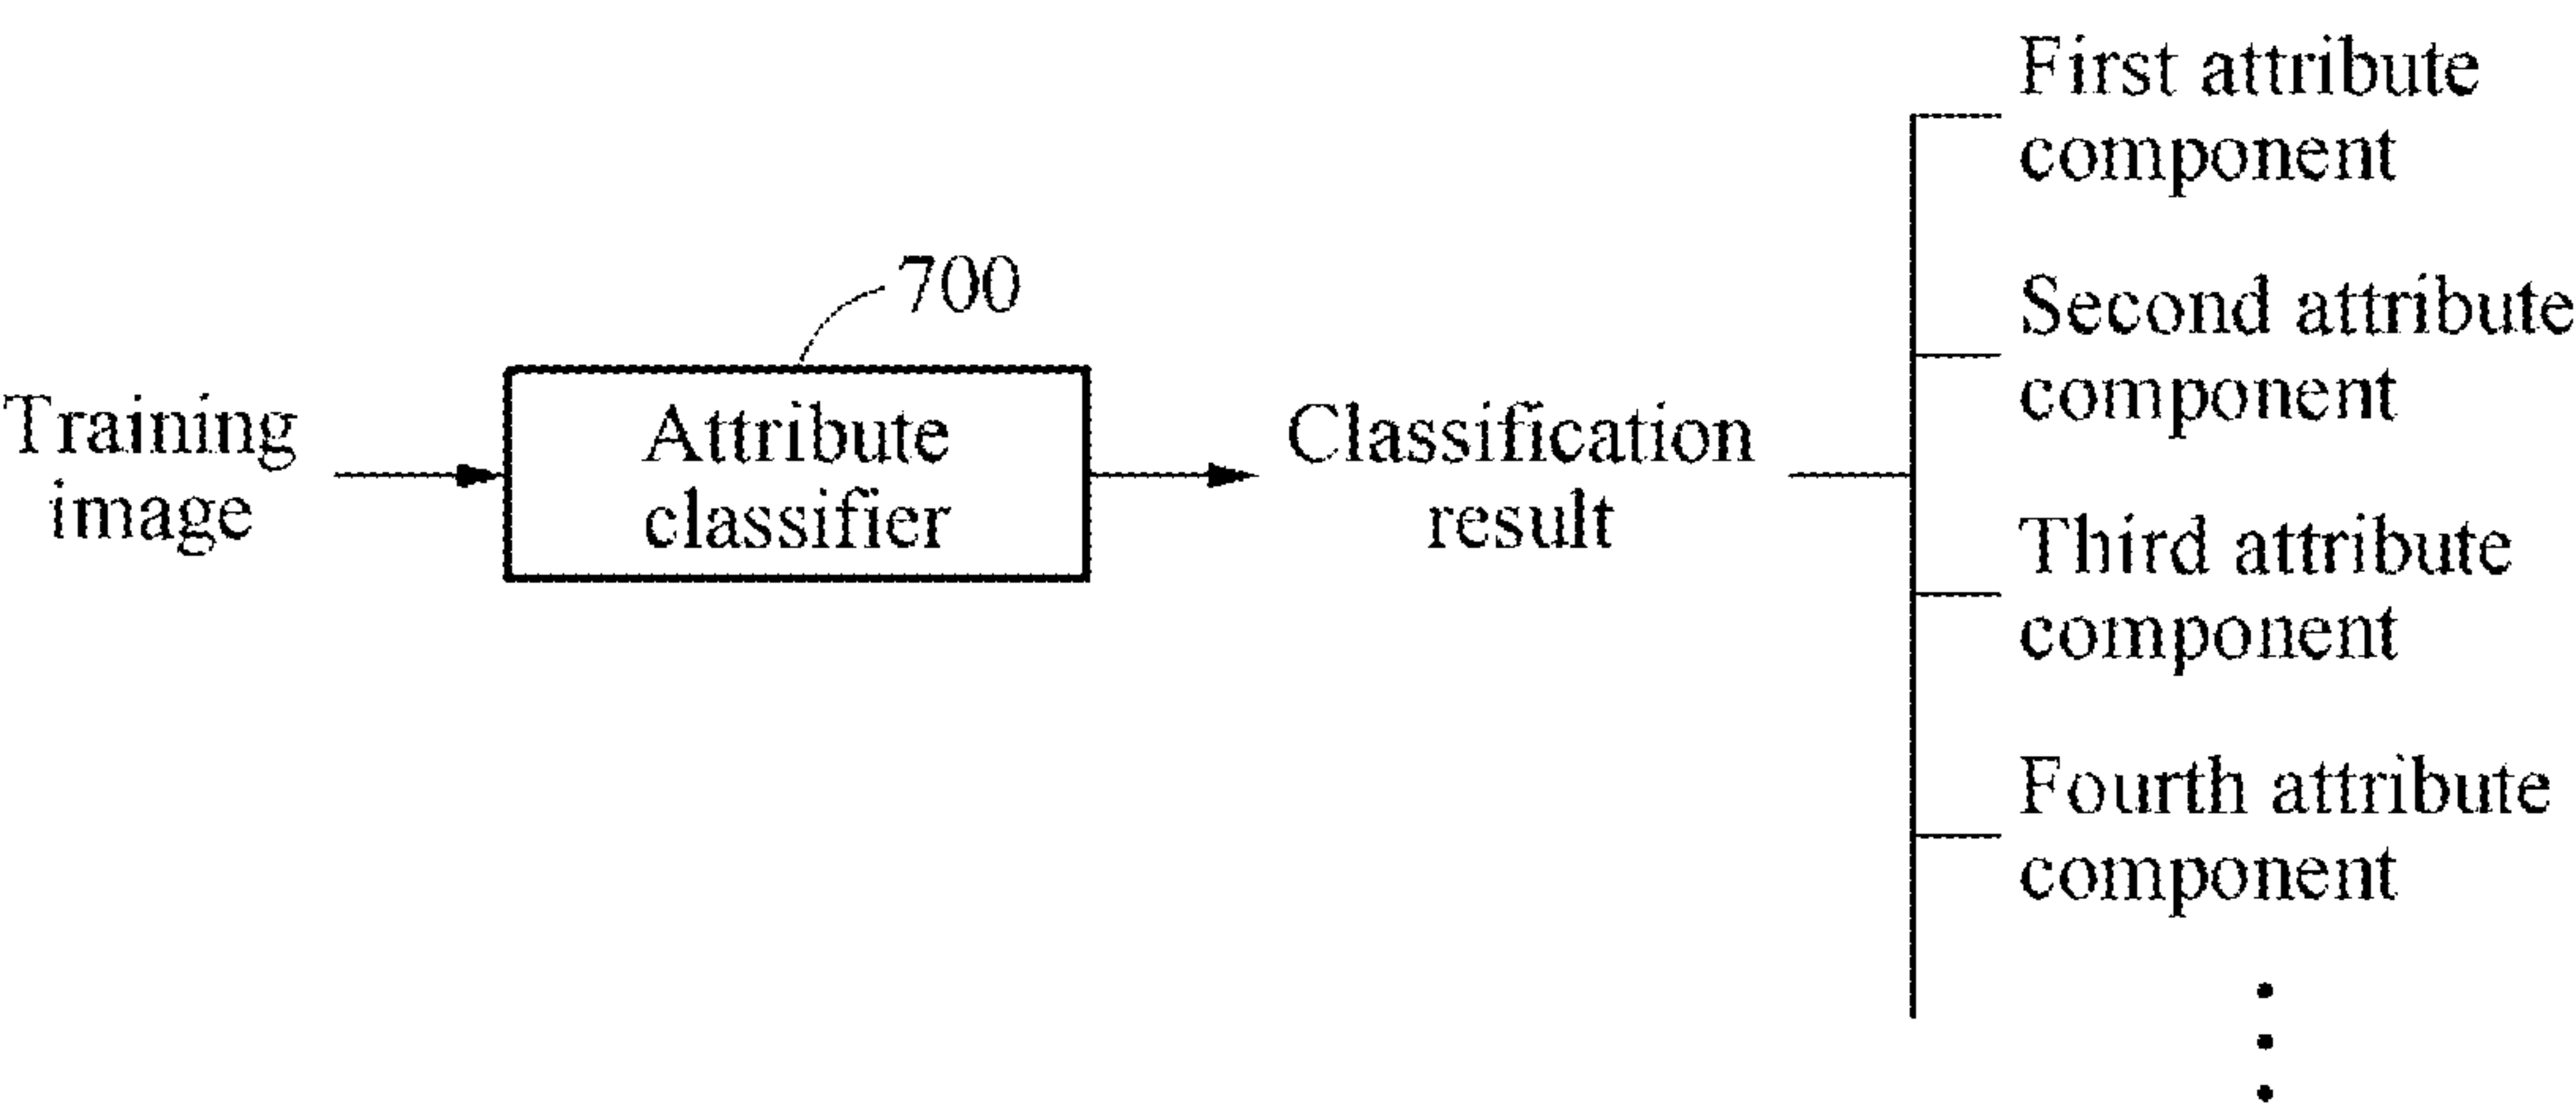 700
Training
image
Attribute
classifier
Classification
result
First attribute
component
Second attribute
component
Third attribute
component
Fourth attribute
component